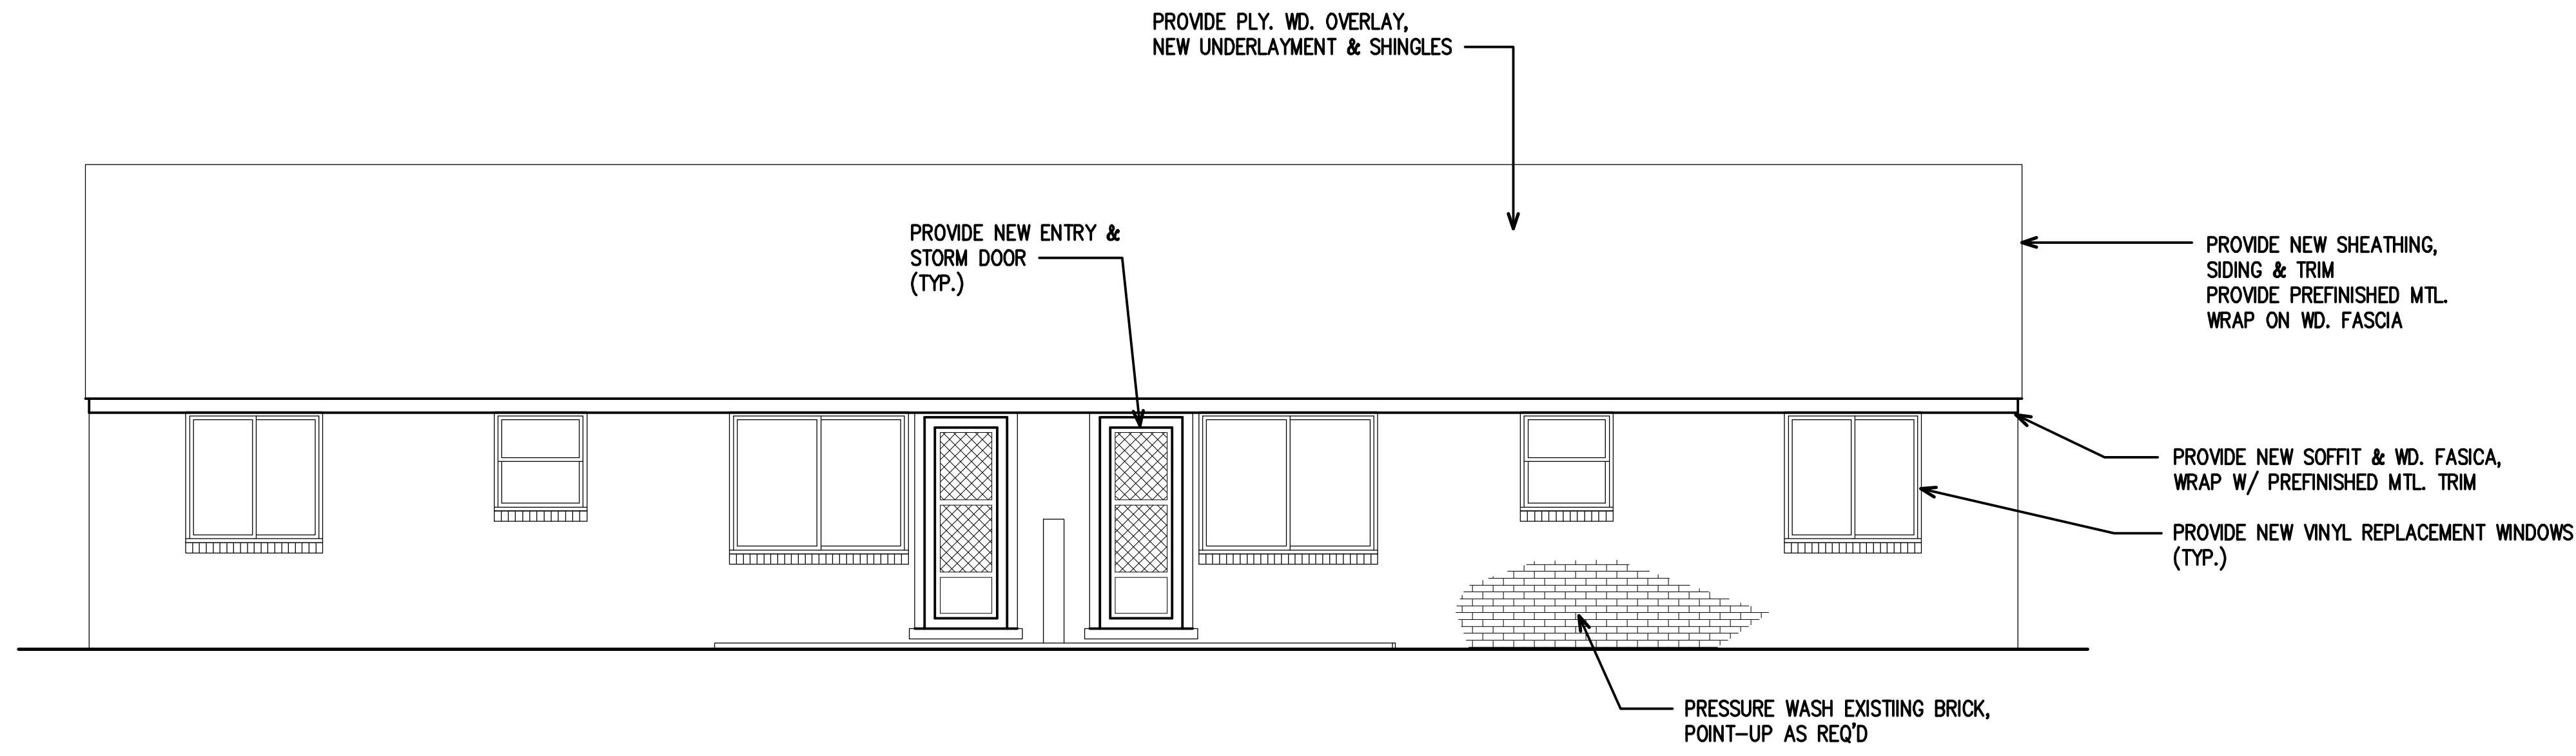 PROVIDE PLY. WD. OVERLAY,
NEW UNDERLAYMENT & SHINGLES
PROVIDE NEW ENTRY &
STORM DOOR
(TYP.)
PROVIDE NEW SHEATHING,
SIDING & TRIM
PROVIDE PREFINISHED MTL.
WRAP ON WD. FASCIA
PROVIDE NEW SOFFIT & WD. FASICA,
WRAP W/ PREFINISHED MTL. TRIM
PROVIDE NEW VINYL REPLACEMENT WINDOWS
(TYP.)
PRESSURE WASH EXISTIING BRICK,
POINT-UP AS REQ'D